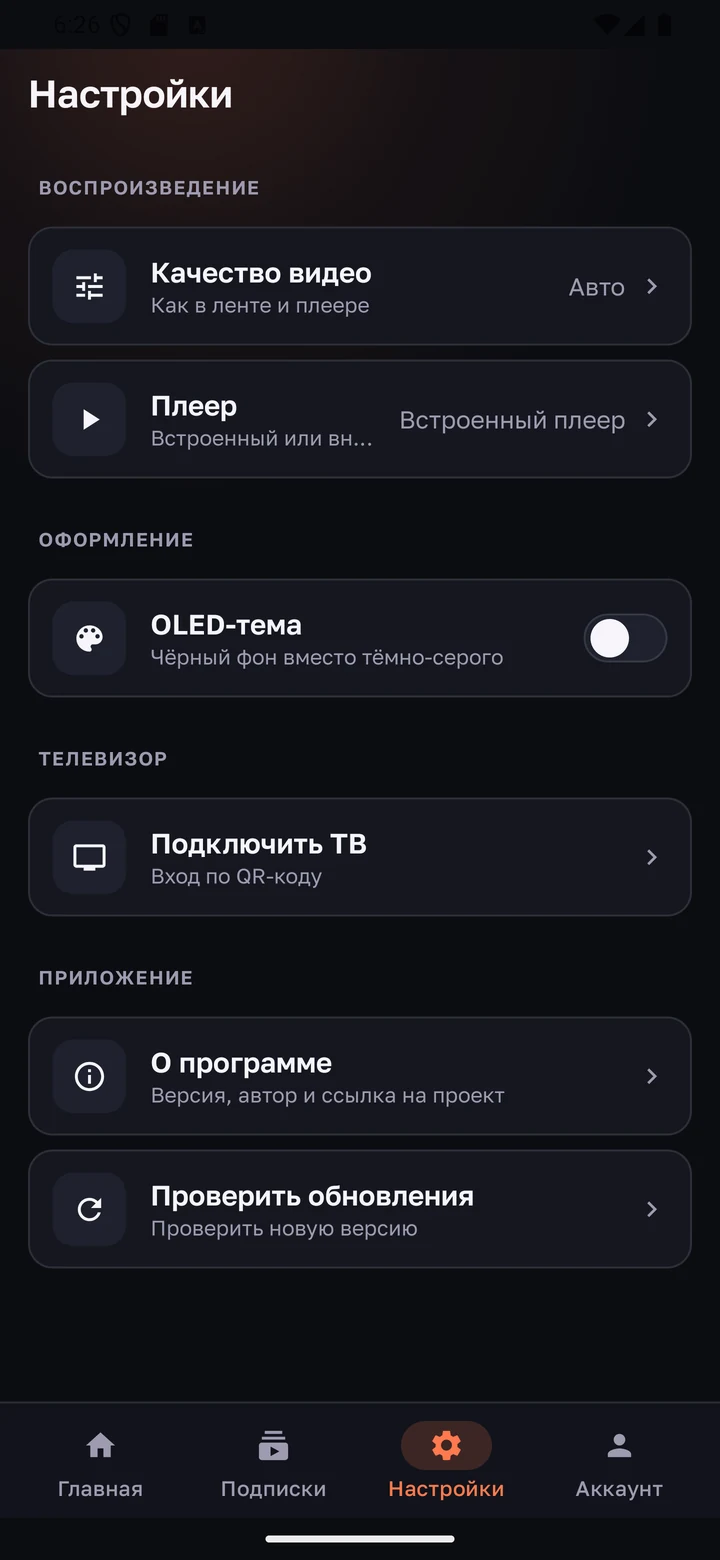 6:26
Настройки
ВОСПРОИЗВЕДЕНИЕ
Качество видео
Как в ленте и плеере
Авто
Плеер
Встроенный или вн...
Встроенный плеер
ОФОРМЛЕНИЕ
OLED-тема
Чёрный фон вместо тёмно-серого
ТЕЛЕВИЗОР
Подключить ТВ
Вход по QR-коду
ПРИЛОЖЕНИЕ
О программе
Версия, автор и ссылка на проект
Проверить обновления
Проверить новую версию
Главная
Подписки
Настройки
Аккаунт